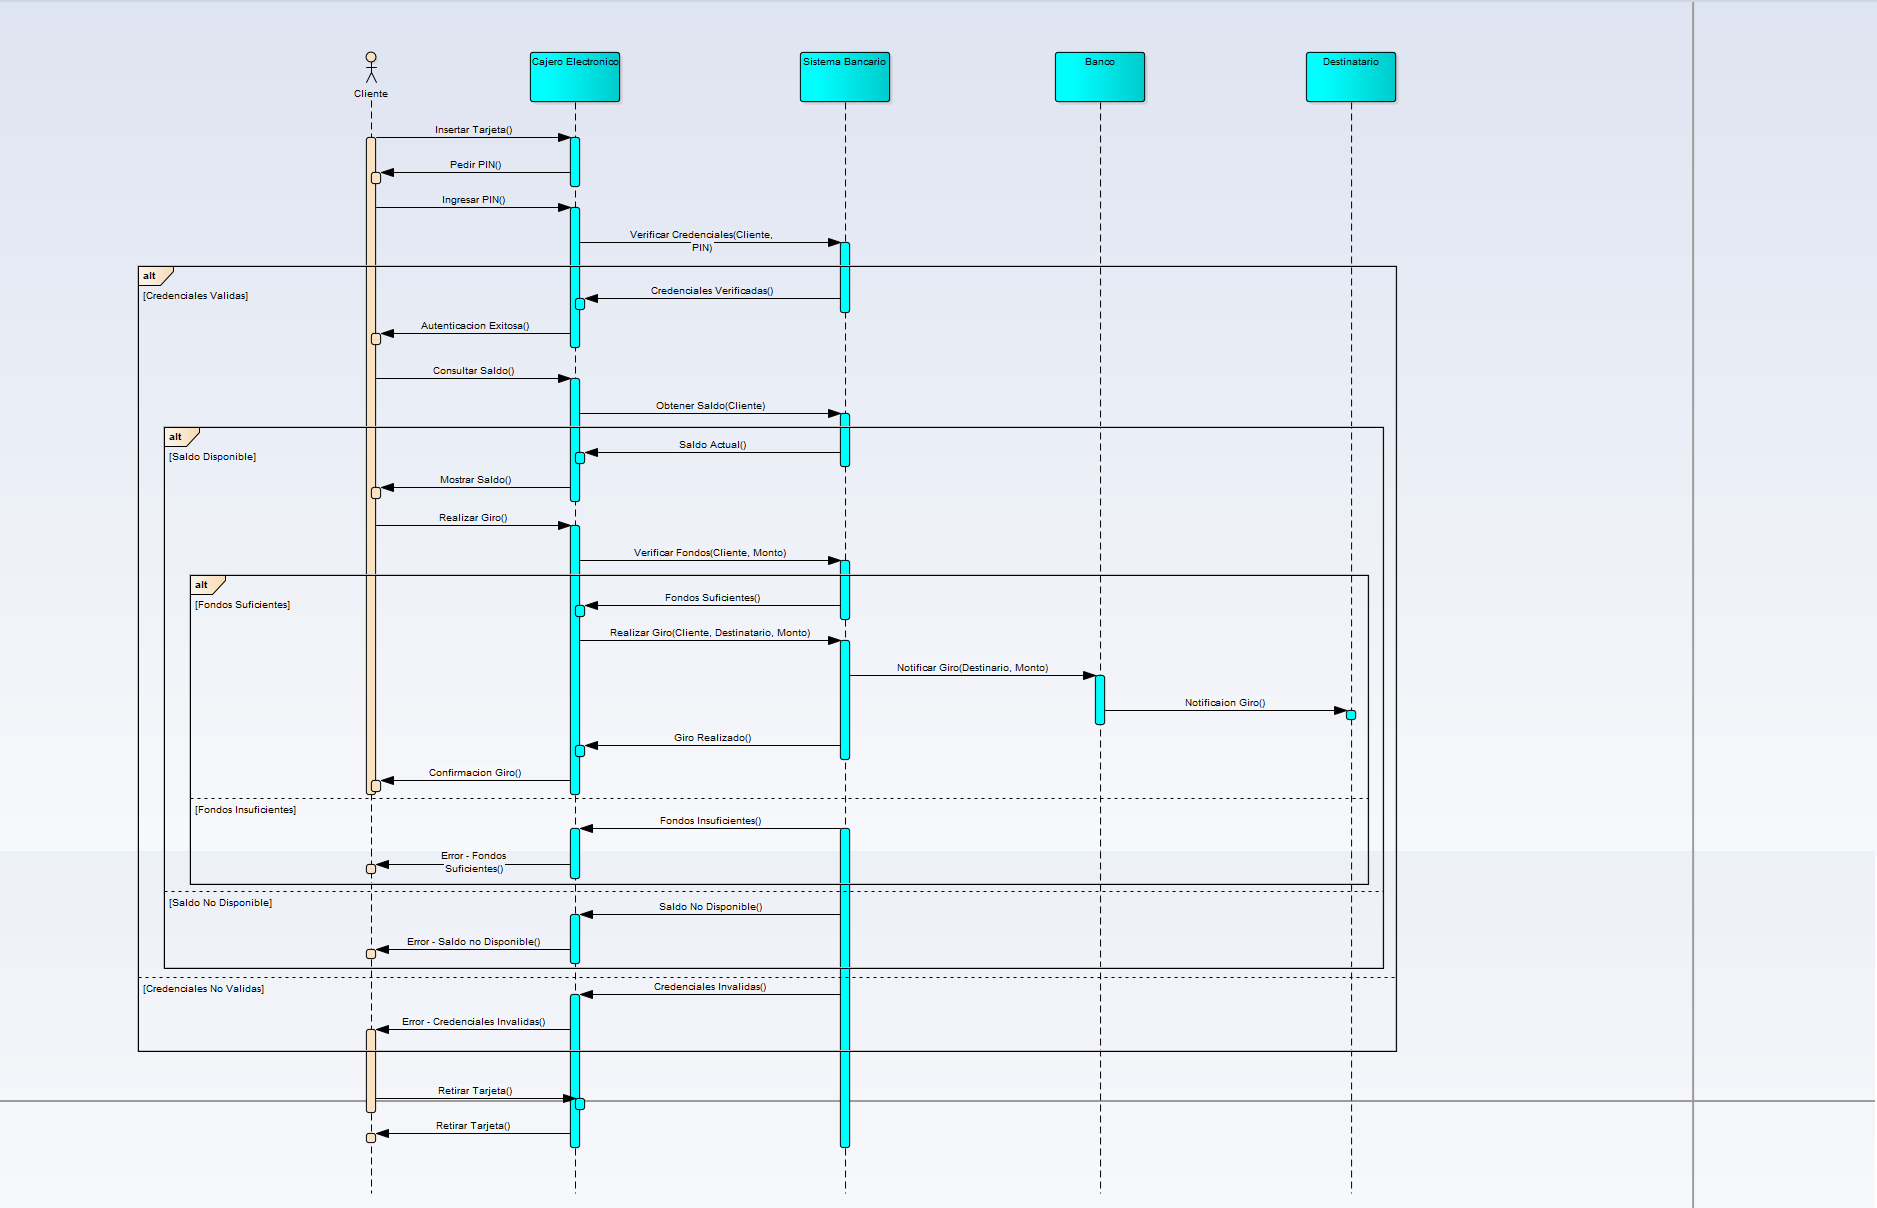 Cliente
Cajero Electronico
Sistema Bancario
Banco
Destinatario
Insertar Tarjeta()
Pedir PIN()
Ingresar PIN()
Verificar Credenciales(Cliente,
PIN)
alt
[Credenciales Validas]
Credenciales Verificadas()
Autenticacion Exitosa()
Consultar Saldo()
Obtener Saldo(Cliente)
alt
[Saldo Disponible]
Saldo Actual()
Mostrar Saldo()
Realizar Giro()
Verificar Fondos(Cliente, Monto)
alt
[Fondos Suficientes]
Fondos Suficientes()
Realizar Giro(Cliente, Destinatario, Monto)
Notificar Giro(Destinario, Monto)
Notificaion Giro()
Giro Realizado()
Confirmacion Giro()
[Fondos Insuficientes]
Fondos Insuficientes()
Error - Fondos
Suficientes()
[Saldo No Disponible]
Saldo No Disponible()
Error - Saldo no Disponible()
[Credenciales No Validas]
Credenciales Invalidas()
Error - Credenciales Invalidas()
Retirar Tarjeta()
Retirar Tarjeta()